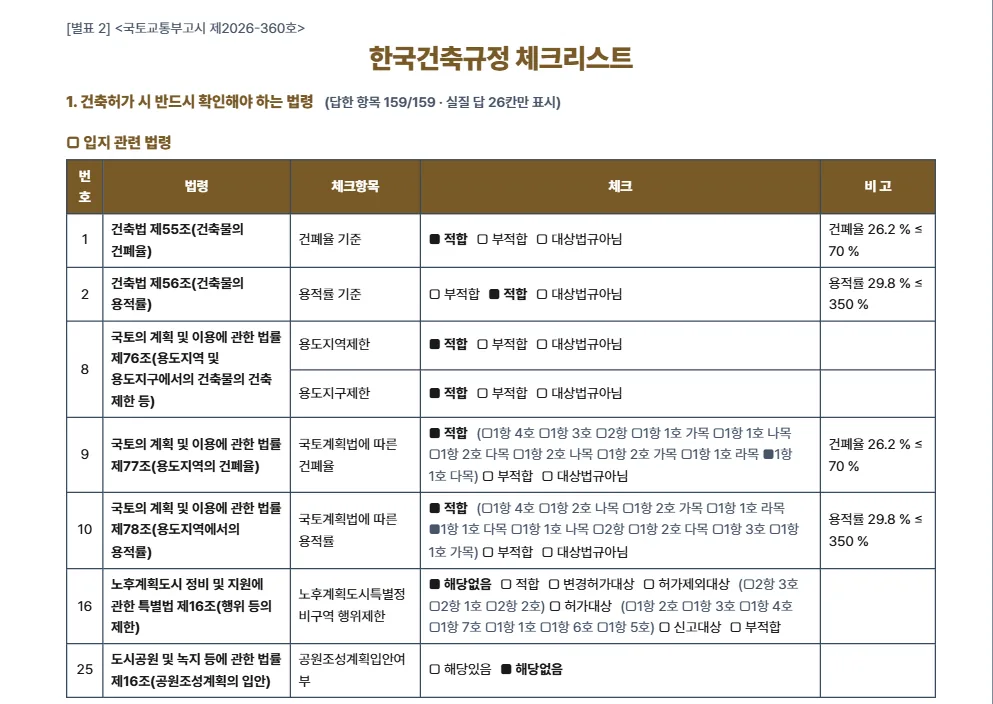 [별표 2] <국토교통부고시 제2026-360호>
한국건축규정 체크리스트
1. 건축허가 시 반드시 확인해야 하는 법령 (답한 항목 159/159 · 실질 답 26칸만 표시)
☐ 입지 관련 법령
번호 법령 체크항목 체크 비 고
1 건축법 제55조(건축물의 건폐율) 건폐율 기준 ■ 적합 ☐ 부적합 ☐ 대상법규아님 건폐율 26.2 % ≤ 70 %
2 건축법 제56조(건축물의 용적률) 용적률 기준 ☐ 부적합 ■ 적합 ☐ 대상법규아님 용적률 29.8 % ≤ 350 %
8 국토의 계획 및 이용에 관한 법률 제76조(용도지역 및 용도지구에서의 건축물의 건축 제한 등) 용도지역제한 ■ 적합 ☐ 부적합 ☐ 대상법규아님
용도지구제한 ■ 적합 ☐ 부적합 ☐ 대상법규아님
9 국토의 계획 및 이용에 관한 법률 제77조(용도지역의 건폐율) 국토계획법에 따른 건폐율 ■ 적합 (☐1항 4호 ☐1항 3호 ☐2항 ☐1항 1호 가목 ☐1항 1호 나목 ☐1항 2호 다목 ☐1항 2호 나목 ☐1항 2호 가목 ☐1항 1호 라목 ■1항 1호 다목) ☐ 부적합 ☐ 대상법규아님 건폐율 26.2 % ≤ 70 %
10 국토의 계획 및 이용에 관한 법률 제78조(용도지역에서의 용적률) 국토계획법에 따른 용적률 ■ 적합 (☐1항 4호 ☐1항 2호 나목 ☐1항 2호 가목 ☐1항 1호 라목 ■1항 1호 다목 ☐1항 1호 나목 ☐2항 ☐1항 2호 다목 ☐1항 3호 ☐1항 1호 가목) ☐ 부적합 ☐ 대상법규아님 용적률 29.8 % ≤ 350 %
16 노후계획도시 정비 및 지원에 관한 특별법 제16조(행위 등의 제한) 노후계획도시특별정비구역 행위제한 ■ 해당없음 ☐ 적합 ☐ 변경허가대상 ☐ 허가제외대상 (☐2항 3호 ☐2항 1호 ☐2항 2호) ☐ 허가대상 (☐1항 2호 ☐1항 3호 ☐1항 4호 ☐1항 7호 ☐1항 1호 ☐1항 6호 ☐1항 5호) ☐ 신고대상 ☐ 부적합
25 도시공원 및 녹지 등에 관한 법률 제16조(공원조성계획의 입안) 공원조성계획입안여부 ☐ 해당있음 ■ 해당없음